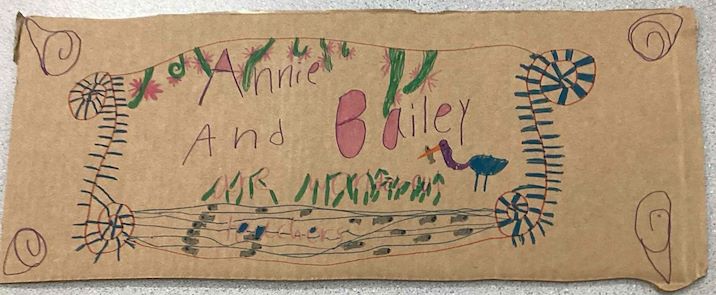 Annie
And Bailey
teachers